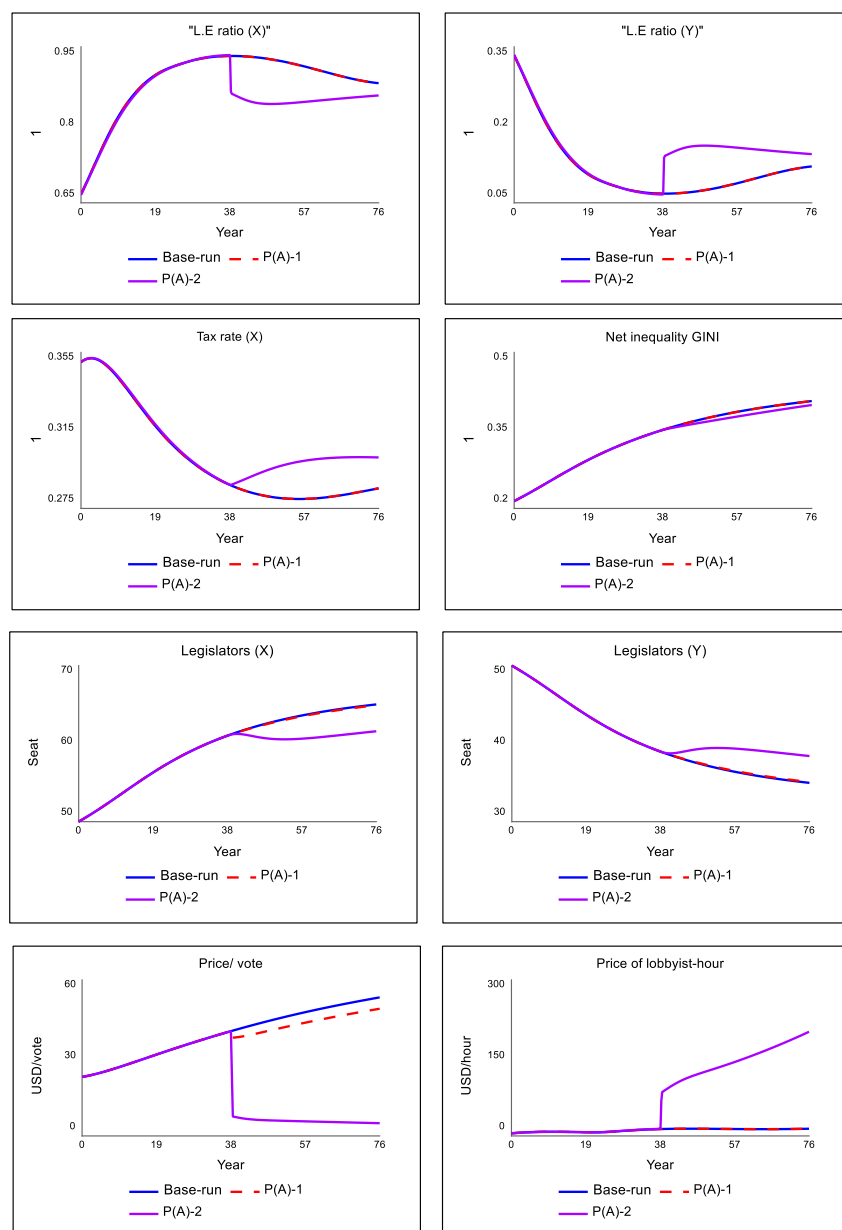 "L.E ratio (X)"
0.95
0.8
0.65
1
0 19 38 57 76
Year
Base-run P(A)-1
P(A)-2
"L.E ratio (Y)"
0.35
0.2
0.05
1
0 19 38 57 76
Year
Base-run P(A)-1
P(A)-2
Tax rate (X)
0.355
0.315
0.275
1
0 19 38 57 76
Year
Base-run P(A)-1
P(A)-2
Net inequality GINI
0.5
0.35
0.2
1
0 19 38 57 76
Year
Base-run P(A)-1
P(A)-2
Legislators (X)
70
60
50
Seat
0 19 38 57 76
Year
Base-run P(A)-1
P(A)-2
Legislators (Y)
50
40
30
Seat
0 19 38 57 76
Year
Base-run P(A)-1
P(A)-2
Price/ vote
60
30
0
USD/vote
0 19 38 57 76
Year
Base-run P(A)-1
P(A)-2
Price of lobbyist-hour
300
150
0
USD/hour
0 19 38 57 76
Year
Base-run P(A)-1
P(A)-2